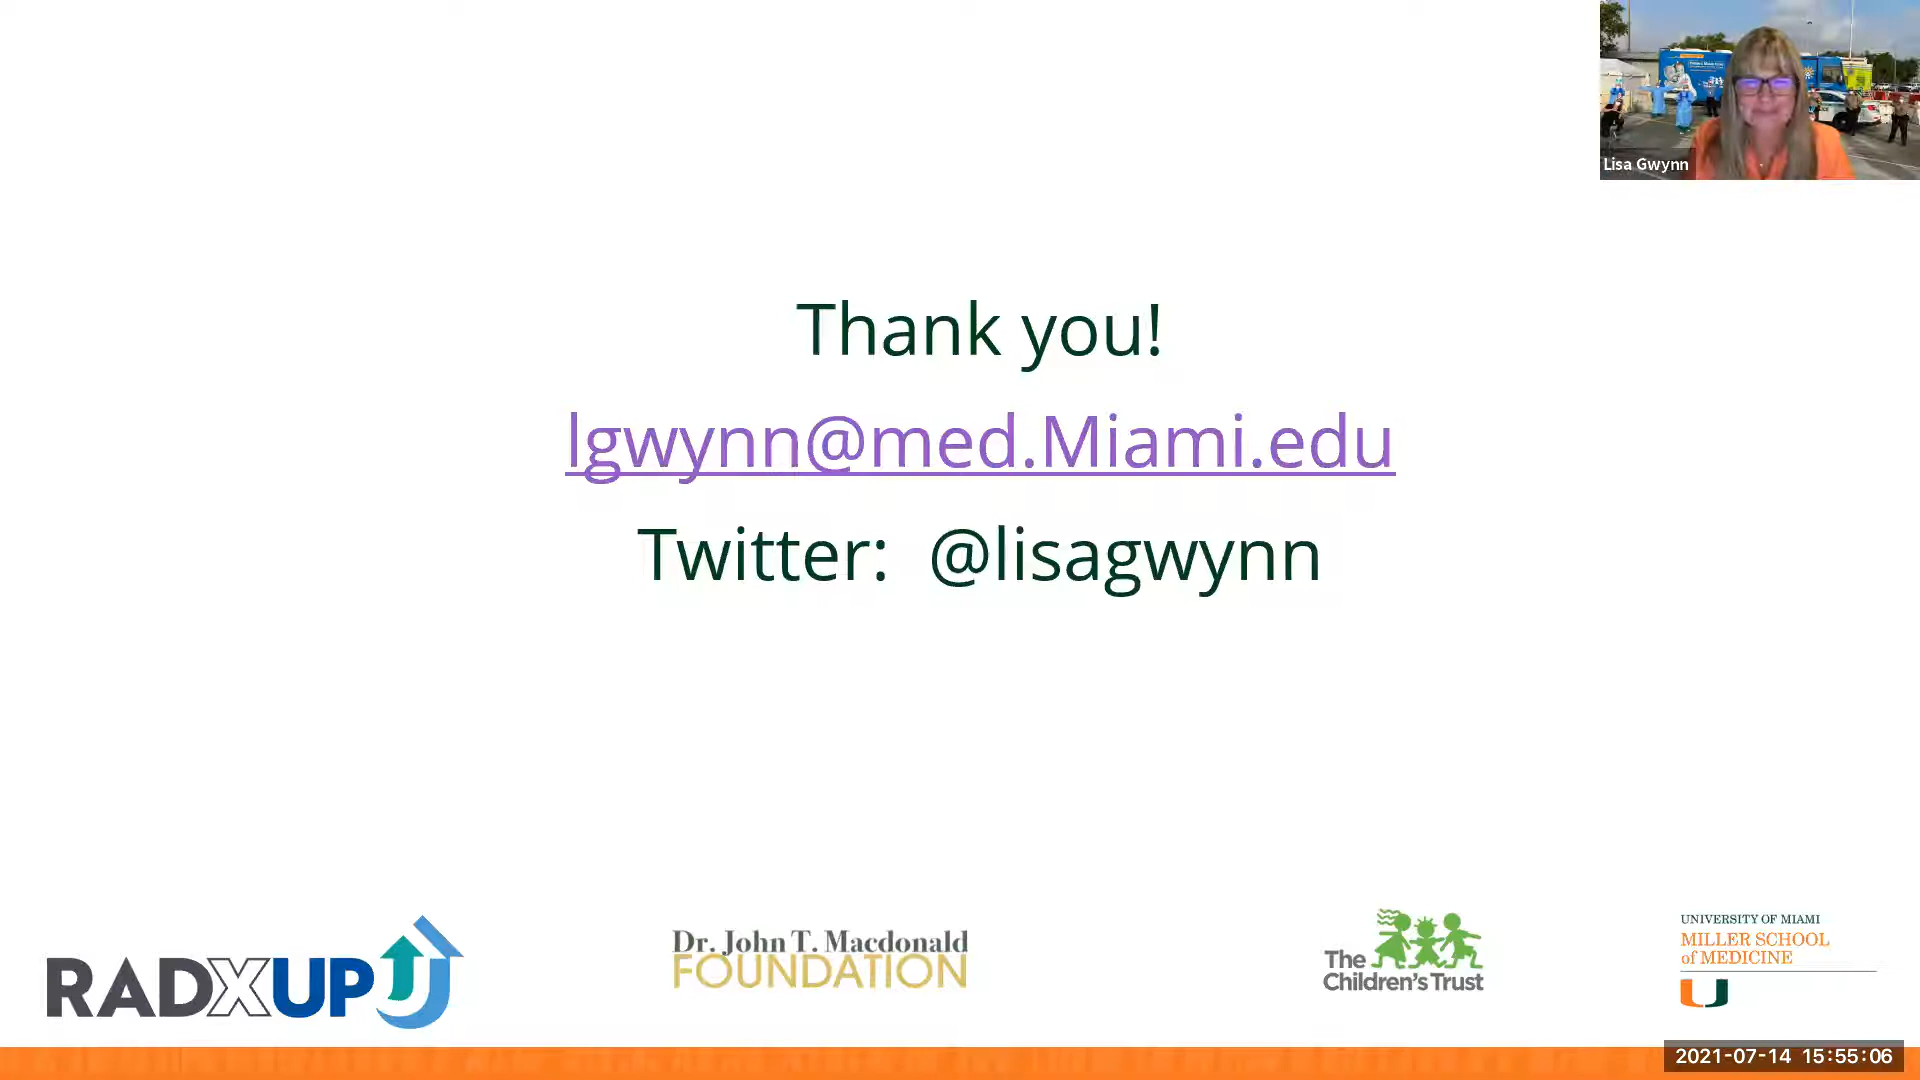 Lisa Gwynn
Thank you!
lgwynn@med.Miami.edu
Twitter: @lisagwynn
RADXUP
Dr. John T. Macdonald
FOUNDATION
The
Children's Trust
UNIVERSITY OF MIAMI
MILLER SCHOOL
of MEDICINE
2021-07-14 15:55:06